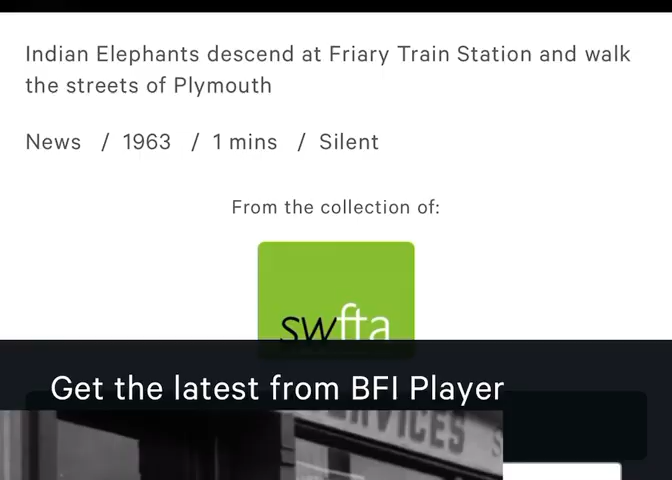 Indian Elephants descend at Friary Train Station and walk
the streets of Plymouth
News / 1963 / 1 mins / Silent
From the collection of:
swfta
Get the latest from BFI Player